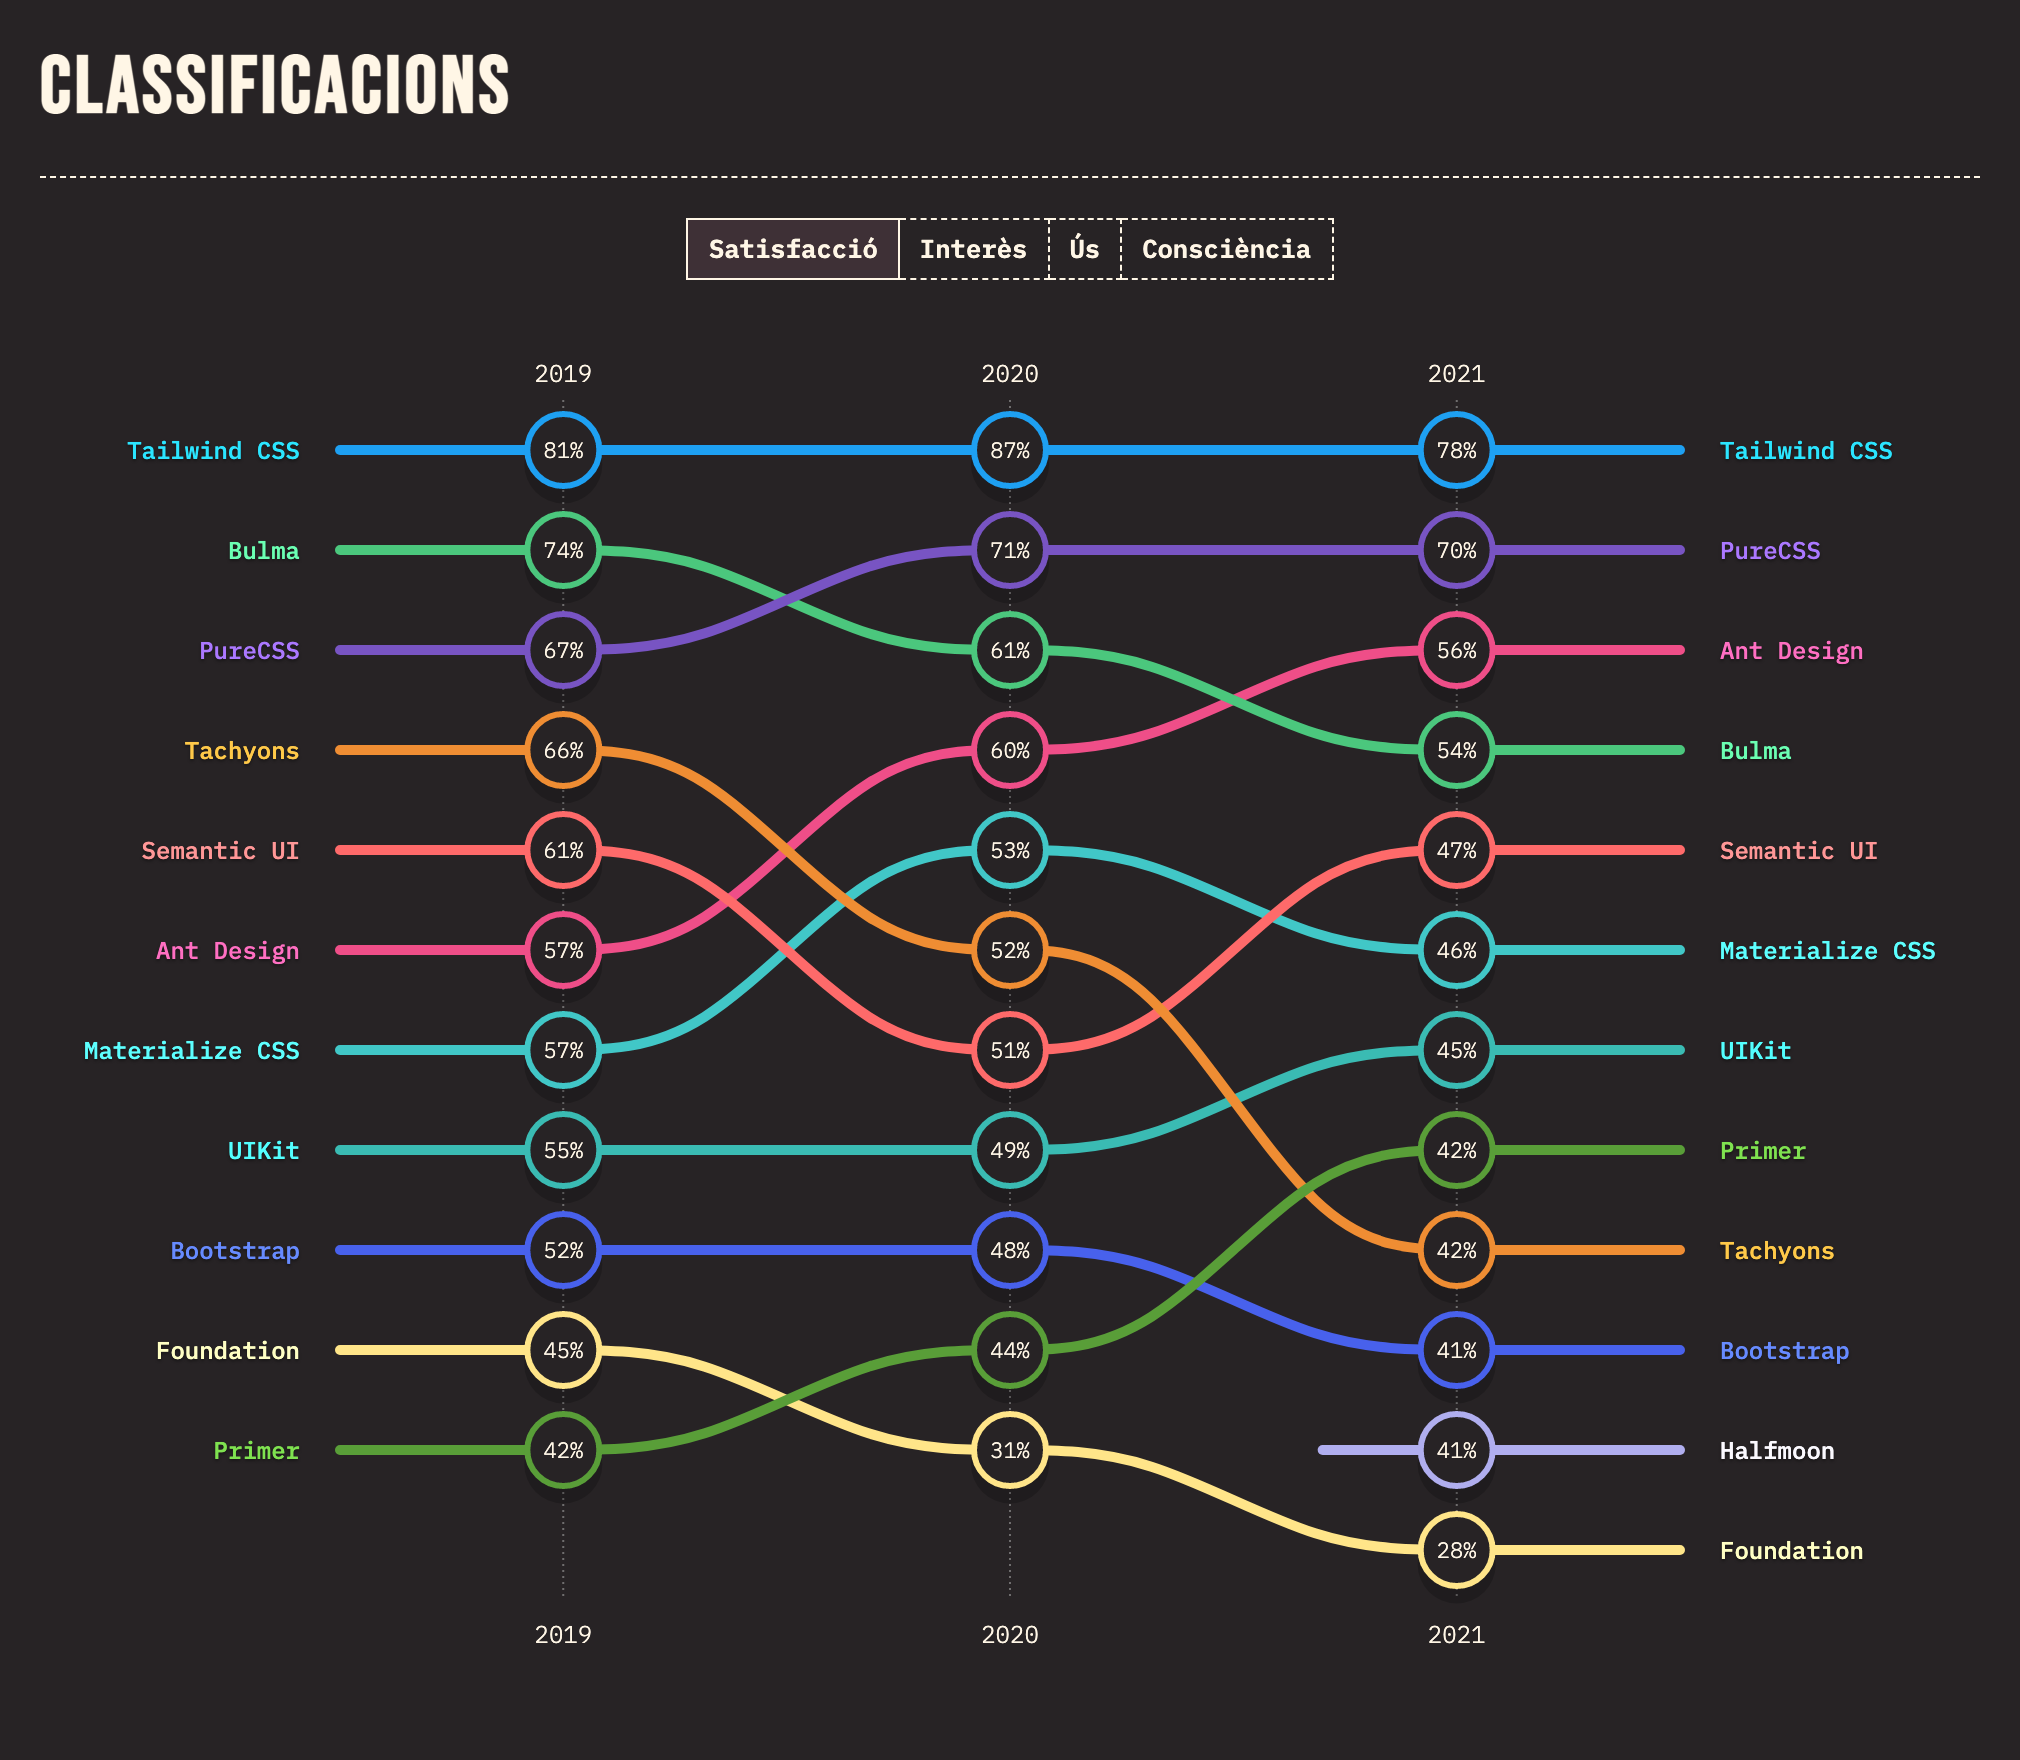 CLASSIFICACIONS
Satisfacció Interès Ús Consciència
2019 2020 2021
Tailwind CSS 81% 87% 78% Tailwind CSS
Bulma 74% 71% 70% PureCSS
PureCSS 67% 61% 56% Ant Design
Tachyons 66% 60% 54% Bulma
Semantic UI 61% 53% 47% Semantic UI
Ant Design 57% 52% 46% Materialize CSS
Materialize CSS 57% 51% 45% UIKit
UIKit 55% 49% 42% Primer
Bootstrap 52% 48% 42% Tachyons
Foundation 45% 44% 41% Bootstrap
Primer 42% 31% 41% Halfmoon
28% Foundation
2019 2020 2021